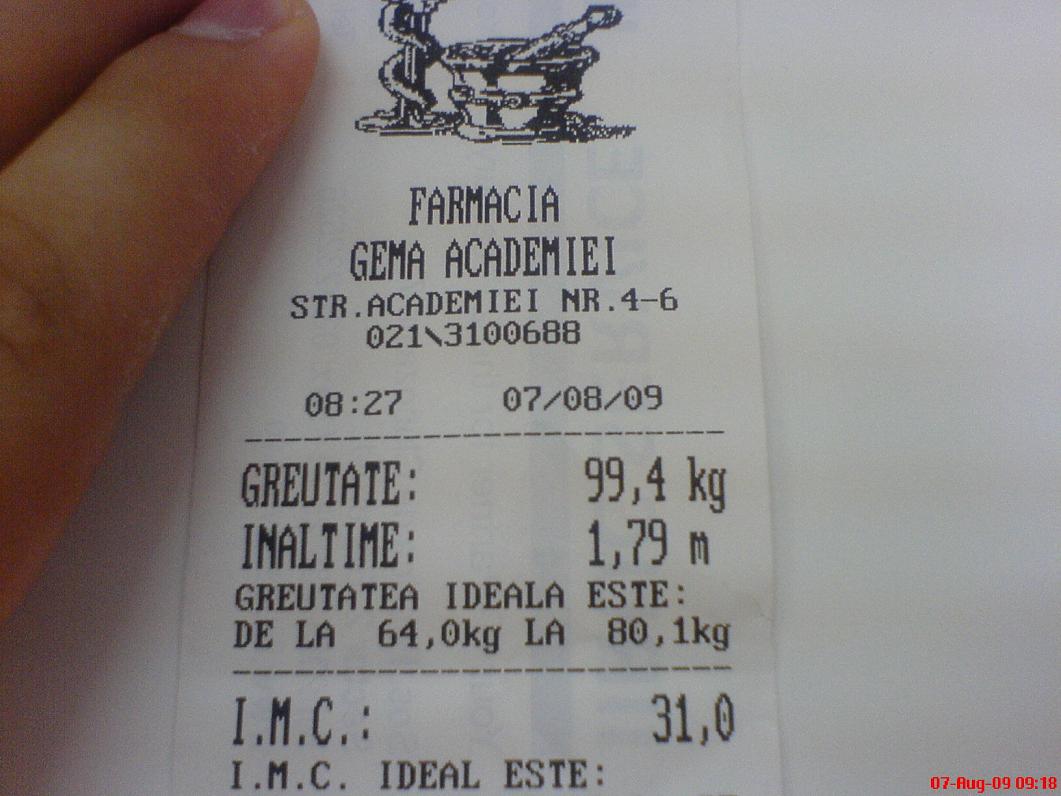 FARMACIA
GEMA ACADEMIEI
STR.ACADEMIEI NR.4-6
021\3100688
08:27 07/08/09
GREUTATE: 99,4 kg
INALTIME: 1,79 m
GREUTATEA IDEALA ESTE:
DE LA 64,0kg LA 80,1kg
I.M.C.: 31,0
I.M.C. IDEAL ESTE:
07-Aug-09 09:18